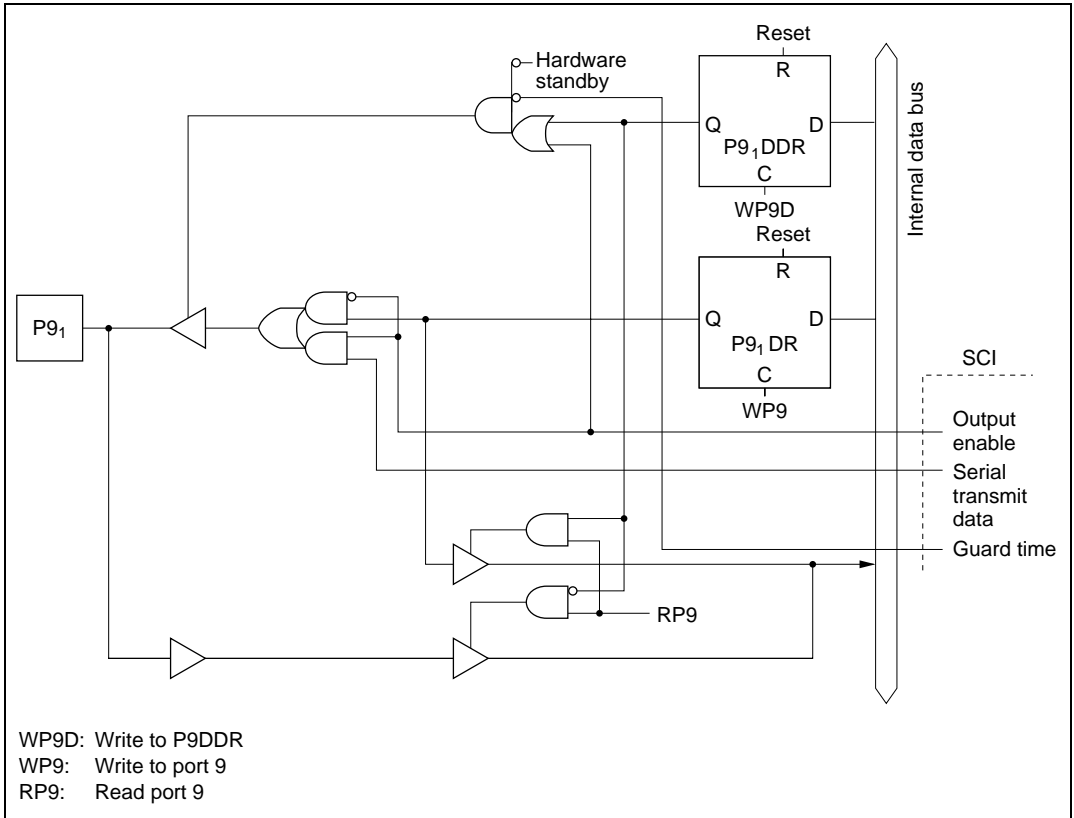 Reset
Hardware
standby
R
Q
D
P9₁DDR
C
WP9D
Internal data bus
Reset
R
P9₁
Q
D
P9₁ DR
C
WP9
SCI
Output
enable
Serial
transmit
data
Guard time
RP9
WP9D: Write to P9DDR
WP9: Write to port 9
RP9: Read port 9